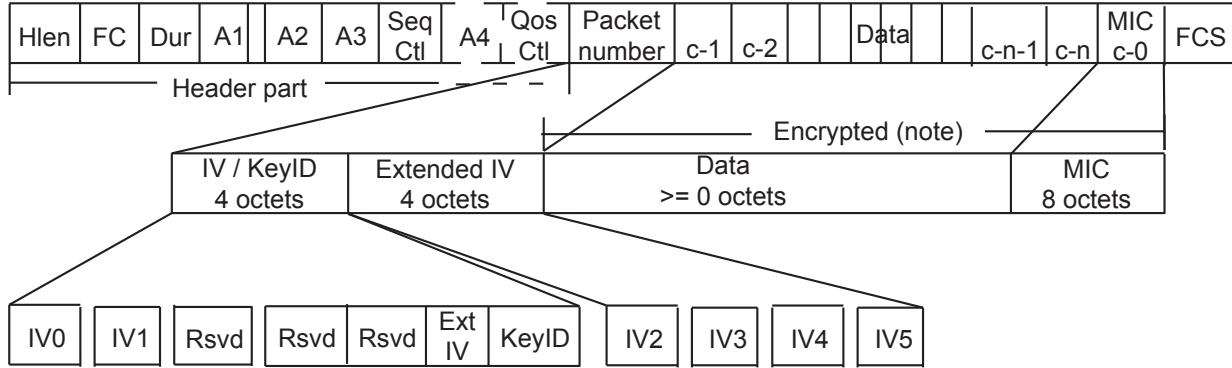 Hlen FC Dur A1 A2 A3 Seq Ctl A4 Qos Ctl Packet number c-1 c-2 Data c-n-1 c-n MIC c-0 FCS
Header part
Encrypted (note)
IV / KeyID Extended IV Data MIC
4 octets 4 octets >= 0 octets 8 octets
IV0 IV1 Rsvd Rsvd Rsvd Ext IV KeyID IV2 IV3 IV4 IV5